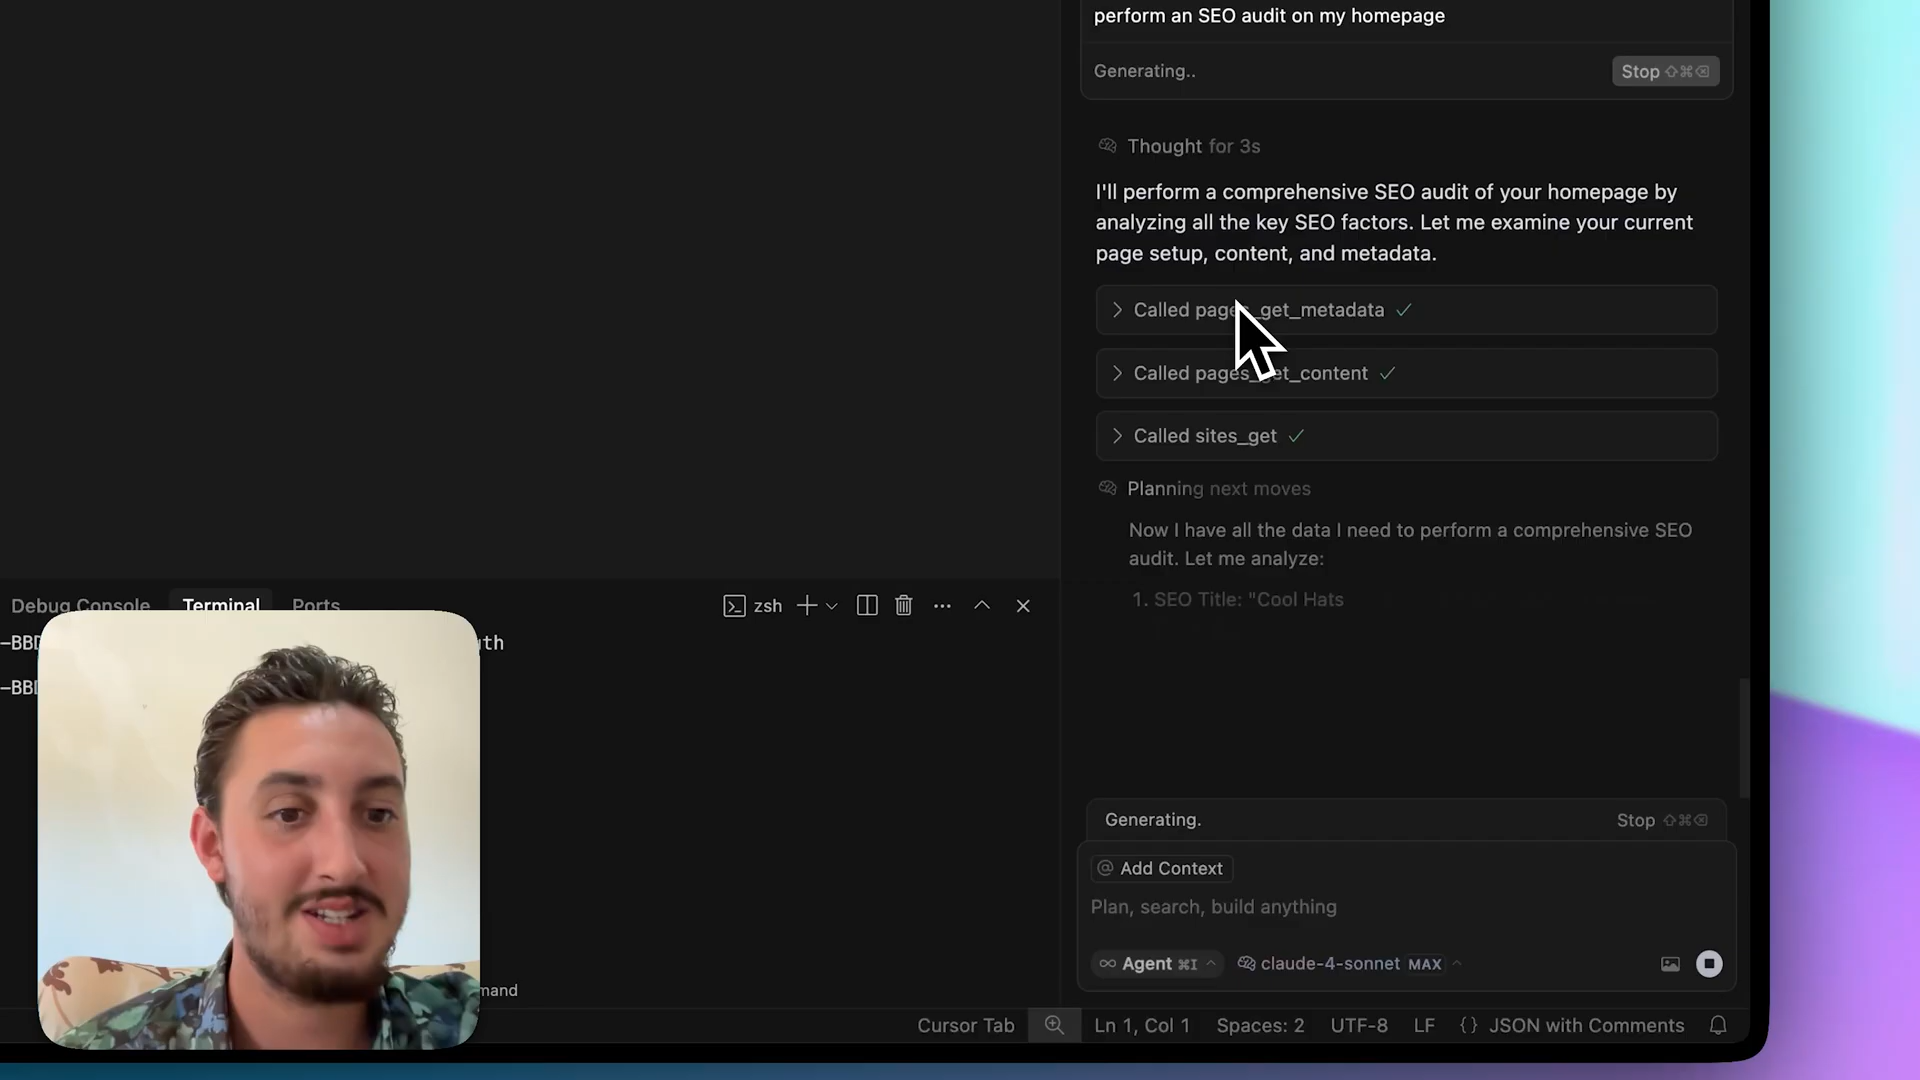 perform an SEO audit on my homepage
Generating..
Stop ⇧⌘⌫
Thought for 3s
I'll perform a comprehensive SEO audit of your homepage by
analyzing all the key SEO factors. Let me examine your current
page setup, content, and metadata.
Called pages_get_metadata
Called pages_get_content
Called sites_get
Planning next moves
Now I have all the data I need to perform a comprehensive SEO
audit. Let me analyze:
1. SEO Title: "Cool Hats
Debug Console Terminal Ports
zsh
Generating.
Stop ⇧⌘⌫
@ Add Context
Plan, search, build anything
∞ Agent ⌘I
claude-4-sonnet MAX
Cursor Tab
Ln 1, Col 1
Spaces: 2
UTF-8
LF
{} JSON with Comments